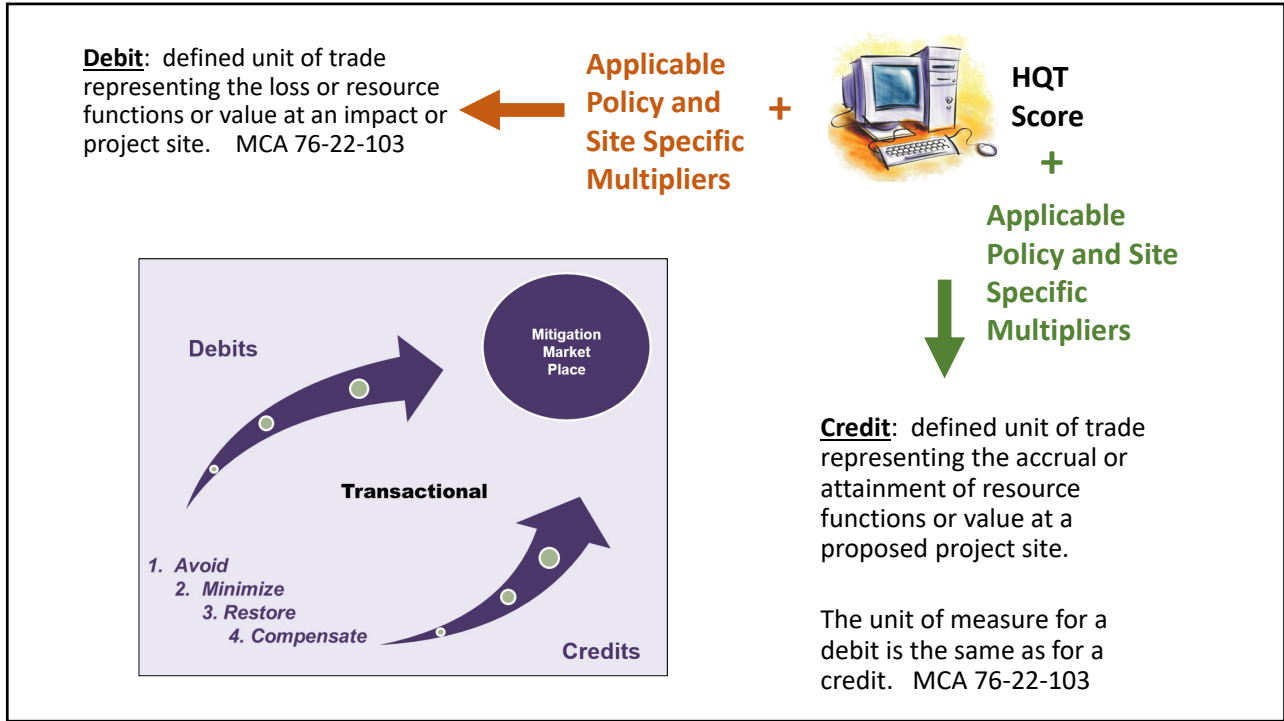 Debit:  defined unit of trade
representing the loss or resource
functions or value at an impact or
project site.   MCA 76-22-103
Applicable
Policy and
Site Specific
Multipliers
+
HQT
Score
+
Applicable
Policy and Site
Specific
Multipliers
Debits
Mitigation
Market
Place
Transactional
1. Avoid
2. Minimize
3. Restore
4. Compensate
Credits
Credit:  defined unit of trade
representing the accrual or
attainment of resource
functions or value at a
proposed project site.
The unit of measure for a
debit is the same as for a
credit.   MCA 76-22-103